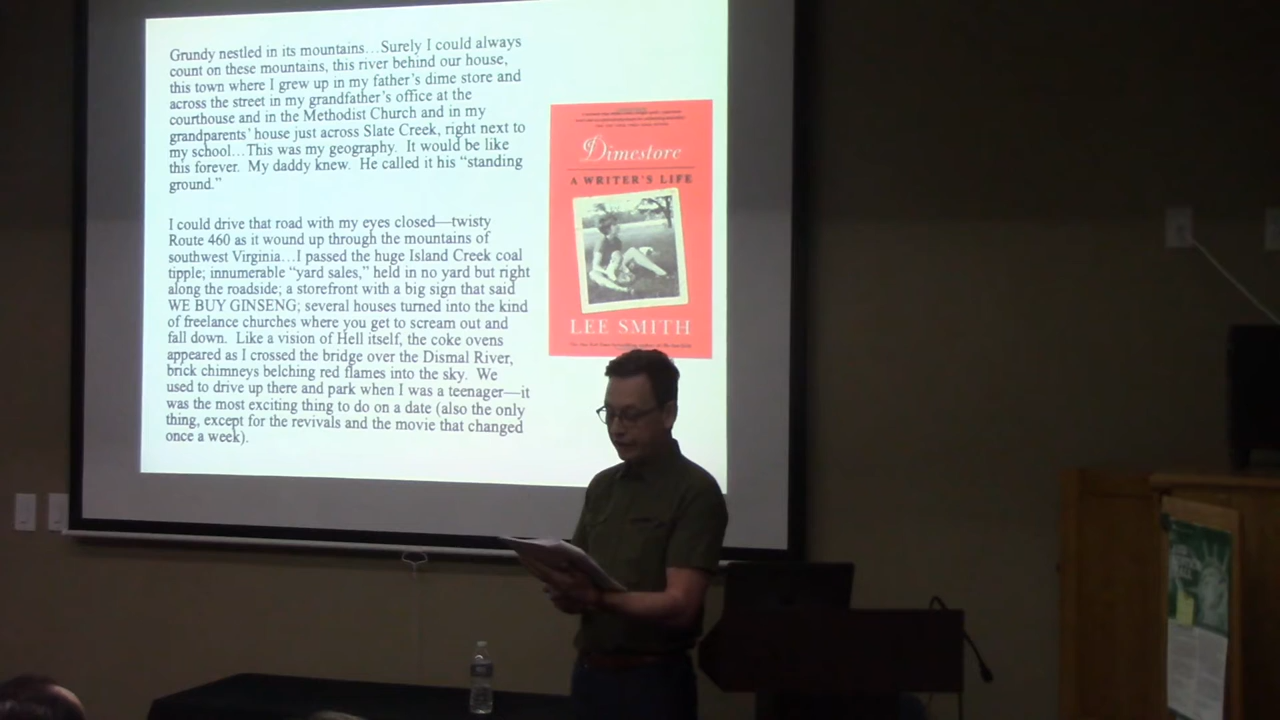 Grundy nestled in its mountains…Surely I could always
count on these mountains, this river behind our house,
this town where I grew up in my father's dime store and
across the street in my grandfather's office at the
courthouse and in the Methodist Church and in my
grandparents' house just across Slate Creek, right next to
my school…This was my geography.  It would be like
this forever.  My daddy knew.  He called it his "standing
ground."
I could drive that road with my eyes closed—twisty
Route 460 as it wound up through the mountains of
southwest Virginia…I passed the huge Island Creek coal
tipple; innumerable "yard sales," held in no yard but right
along the roadside; a storefront with a big sign that said
WE BUY GINSENG; several houses turned into the kind
of freelance churches where you get to scream out and
fall down.  Like a vision of Hell itself, the coke ovens
appeared as I crossed the bridge over the Dismal River,
brick chimneys belching red flames into the sky.  We
used to drive up there and park when I was a teenager—it
was the most exciting thing to do on a date (also the only
thing, except for the revivals and the movie that changed
once a week).
Dimestore
A WRITER'S LIFE
LEE SMITH